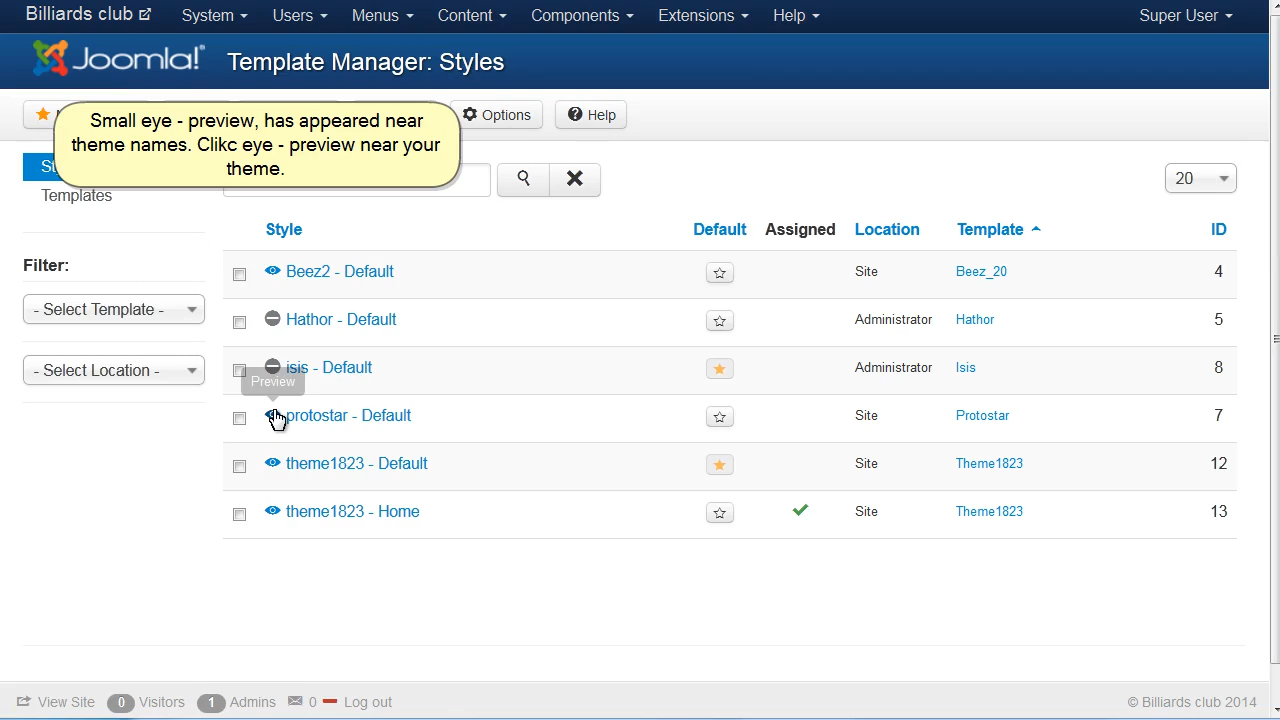 Billiards club System Users Menus Content Components Extensions Help Super User
Joomla! Template Manager: Styles
Small eye - preview, has appeared near
theme names. Clikc eye - preview near your
theme.
Options Help
Templates
20
Style Default Assigned Location Template ID
Filter:
- Select Template -
- Select Location -
Beez2 - Default Site Beez_20 4
Hathor - Default Administrator Hathor 5
isis - Default Administrator Isis 8
Preview
protostar - Default Site Protostar 7
theme1823 - Default Site Theme1823 12
theme1823 - Home Site Theme1823 13
View Site 0 Visitors 1 Admins 0 Log out © Billiards club 2014